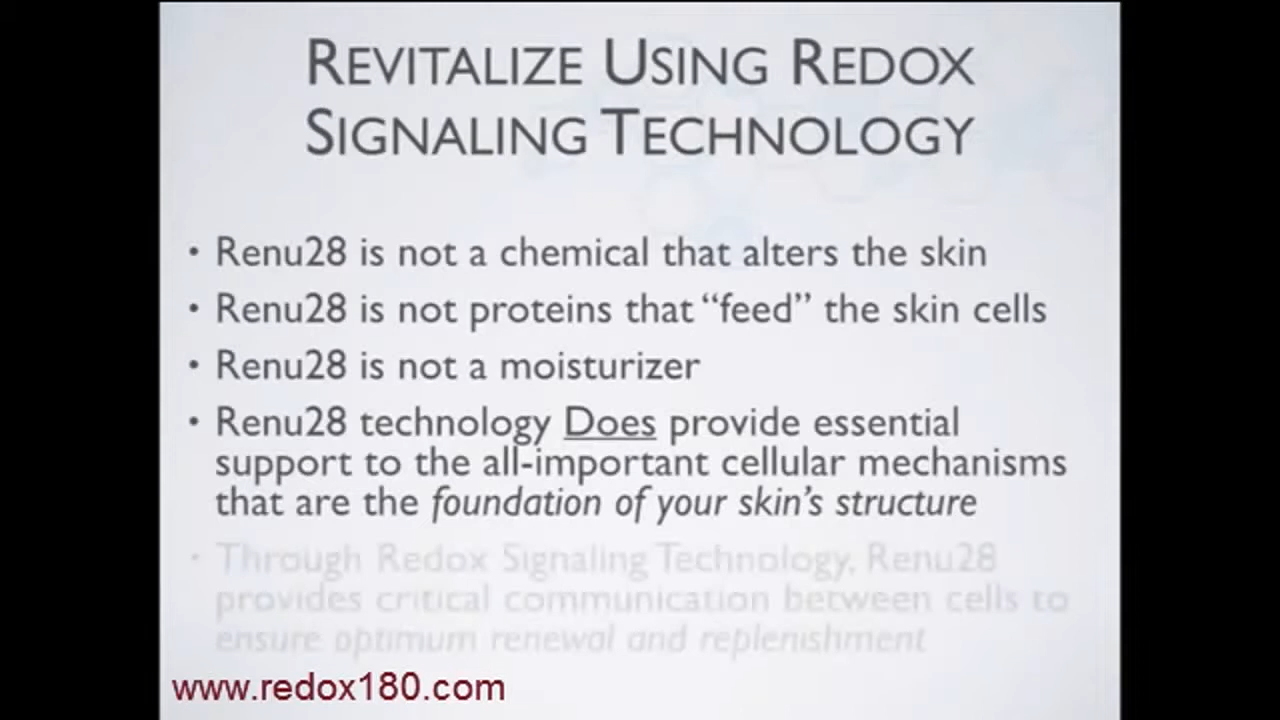 REVITALIZE USING REDOX
SIGNALING TECHNOLOGY
• Renu28 is not a chemical that alters the skin
• Renu28 is not proteins that “feed” the skin cells
• Renu28 is not a moisturizer
• Renu28 technology Does provide essential
support to the all-important cellular mechanisms
that are the foundation of your skin’s structure
• Through Redox Signaling Technology, Renu28
provides critical communication between cells to
ensure optimum renewal and replenishment
www.redox180.com